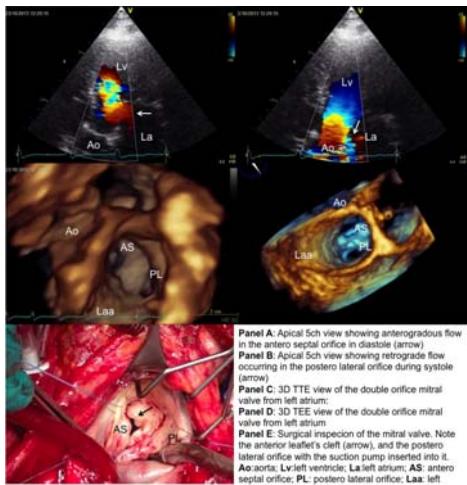 V
V
Lv
Lv
La
La
Ao
Ao
Ao
Ao
AS
AS
PL
PL
Laa
Laa
AS
PL
Panel A: Apical 5ch view showing anterogradous flow
in the antero septal orifice in diastole (arrow)
Panel B: Apical 5ch view showing retrograde flow
occurring in the postero lateral orifice during systole
(arrow)
Panel C: 3D TTE view of the double orifice mitral
valve from left atrium;
Panel D: 3D TEE view of the double orifice mitral
valve from left atrium
Panel E: Surgical inspecion of the mitral valve. Note
the anterior leaflet's cleft (arrow), and the postero
lateral orifice with the suction pump inserted into it.
Ao:aorta; Lv:left ventricle; La:left atrium; AS: antero
septal orifice; PL: postero lateral orifice; Laa: left